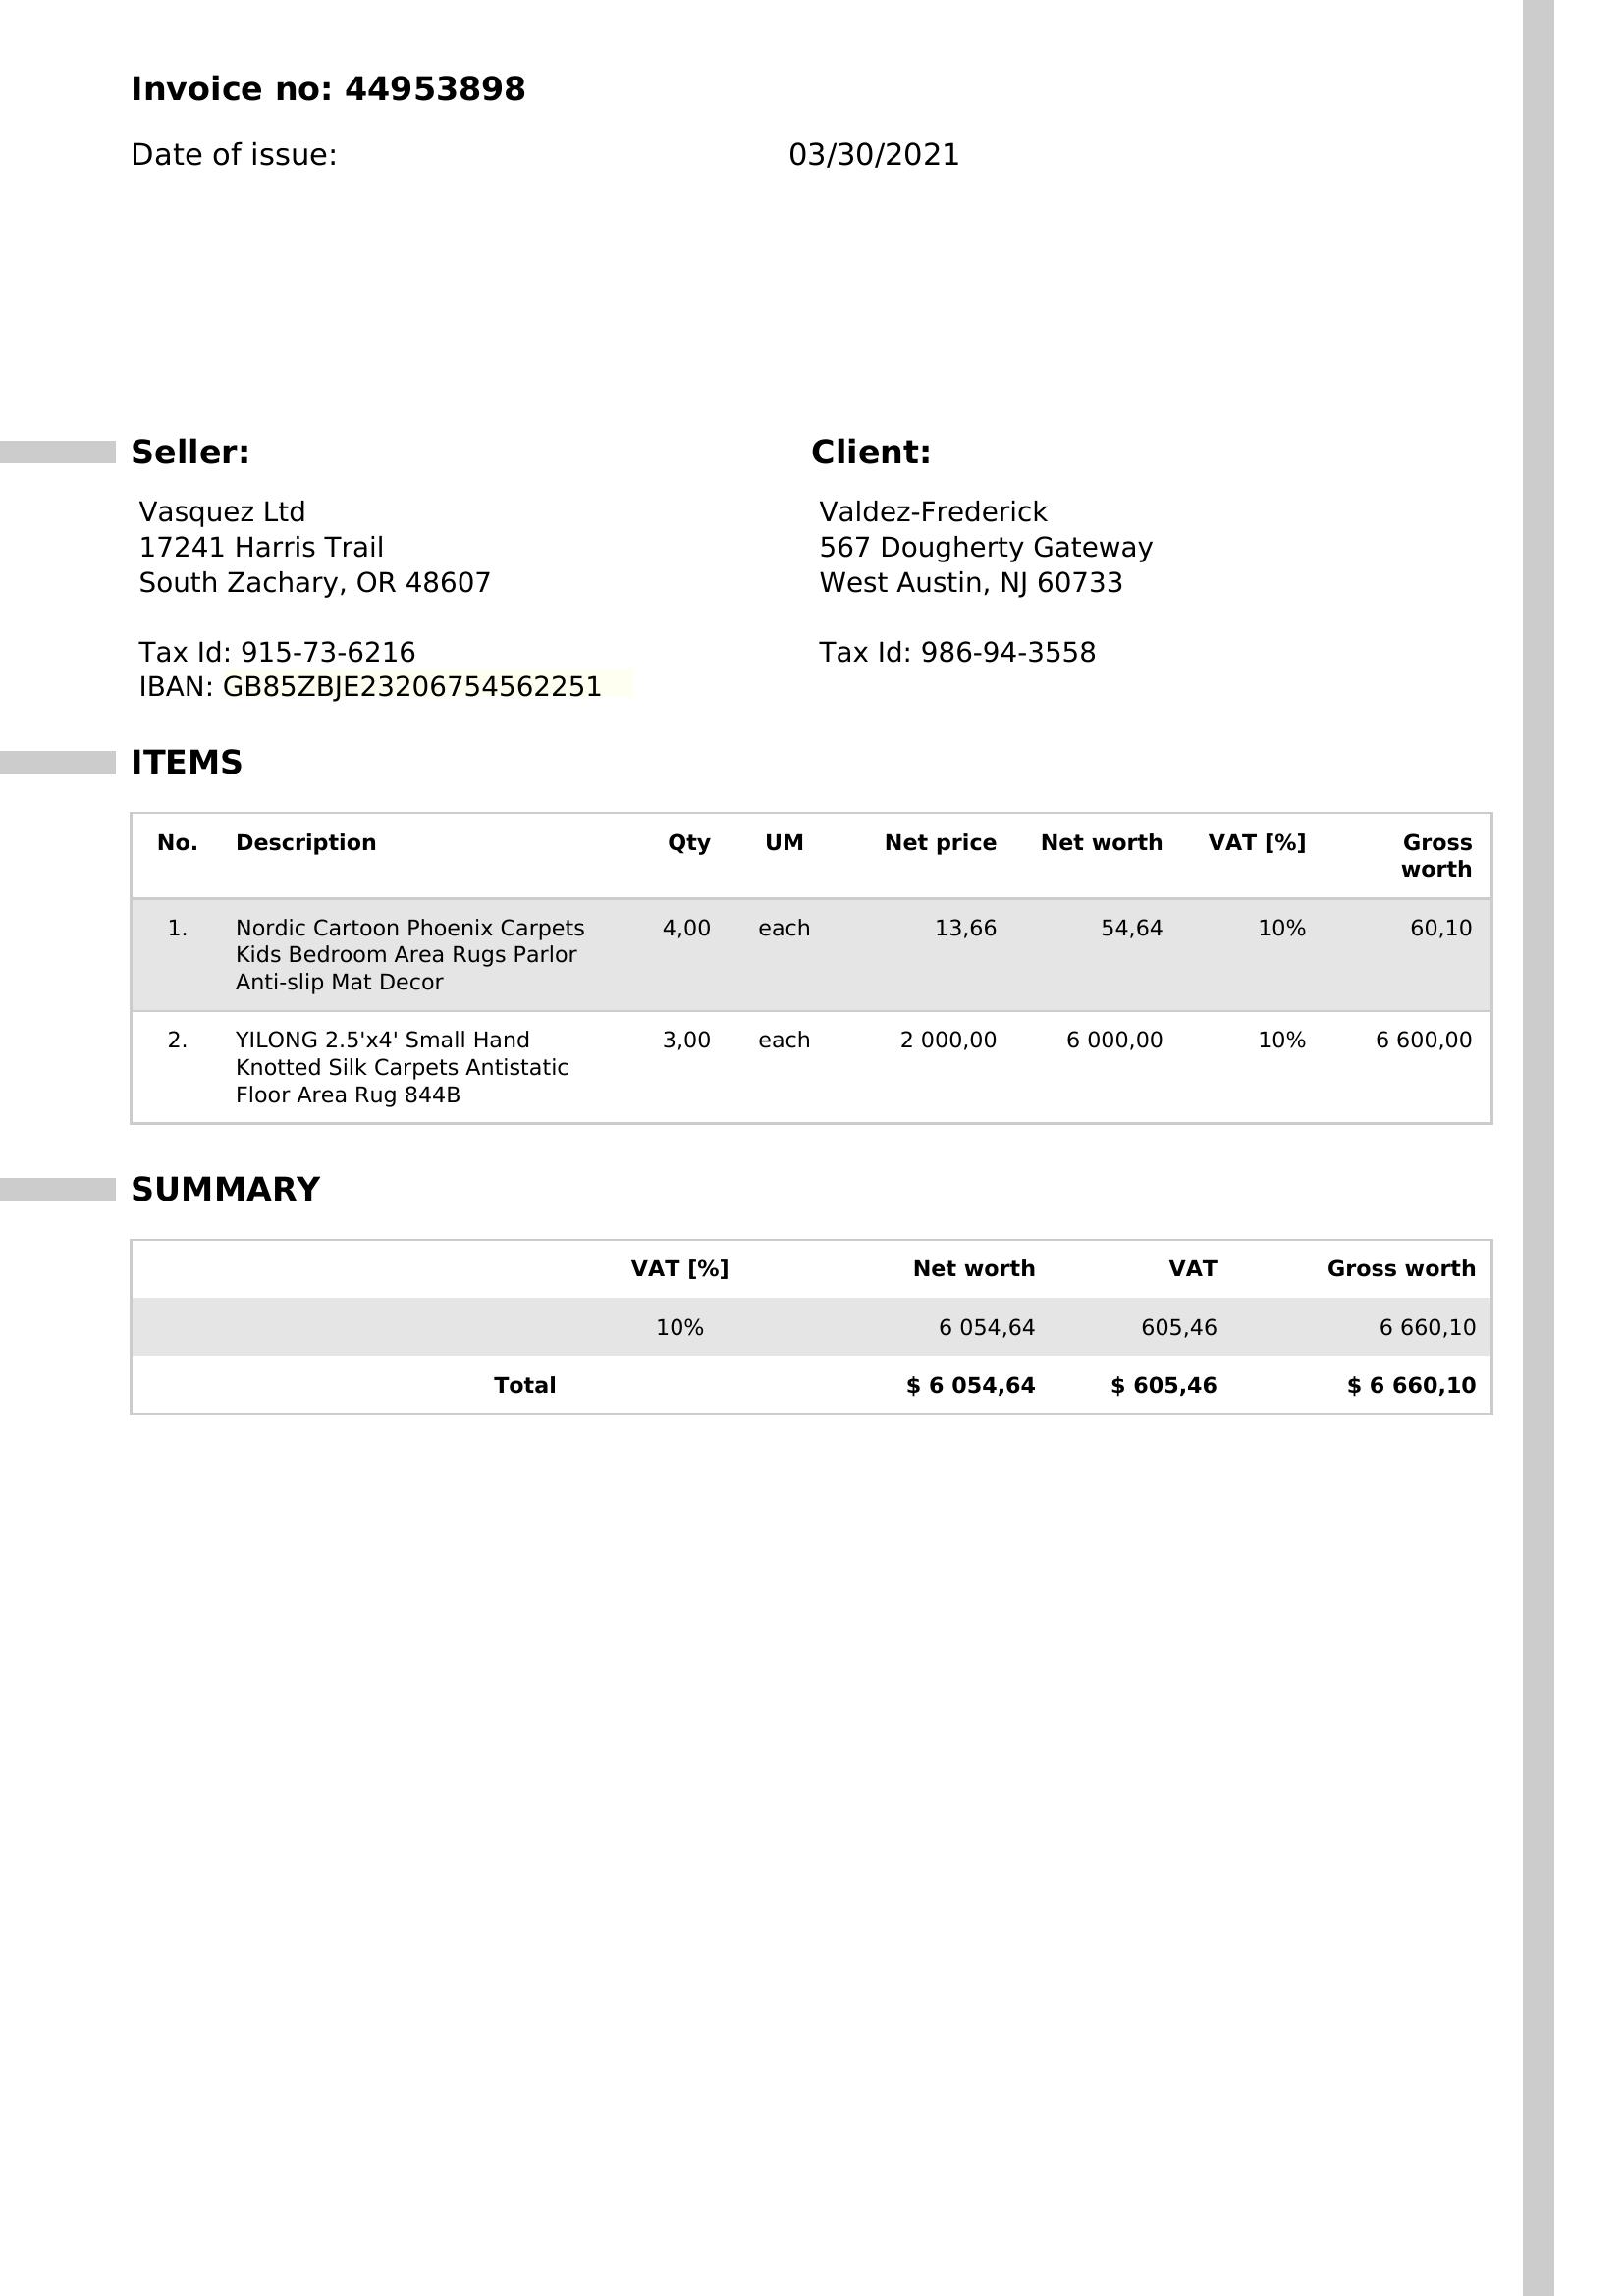 Invoice no: 44953898
Date of issue: 03/30/2021
Seller:
Vasquez Ltd
17241 Harris Trail
South Zachary, OR 48607
Tax Id: 915-73-6216
IBAN: GB85ZBJE23206754562251
Client:
Valdez-Frederick
567 Dougherty Gateway
West Austin, NJ 60733
Tax Id: 986-94-3558
ITEMS
No. Description Qty UM Net price Net worth VAT [%] Gross
worth
1. Nordic Cartoon Phoenix Carpets 4,00 each 13,66 54,64 10% 60,10
Kids Bedroom Area Rugs Parlor
Anti-slip Mat Decor
2. YILONG 2.5'x4' Small Hand 3,00 each 2 000,00 6 000,00 10% 6 600,00
Knotted Silk Carpets Antistatic
Floor Area Rug 844B
SUMMARY
VAT [%] Net worth VAT Gross worth
10% 6 054,64 605,46 6 660,10
Total $ 6 054,64 $ 605,46 $ 6 660,10